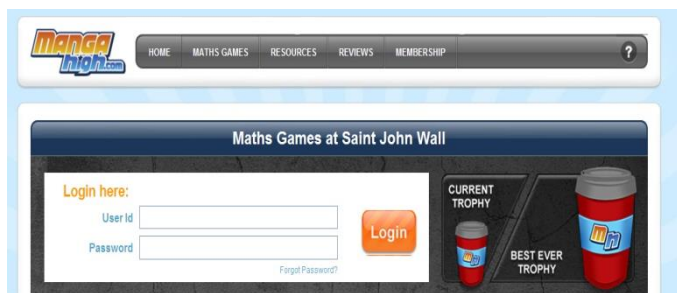 MANGA
high.com
HOME MATHS GAMES RESOURCES REVIEWS MEMBERSHIP ?
Maths Games at Saint John Wall
Login here:
User Id
Password
Login
Forgot Password?
CURRENT
TROPHY
BEST EVER
TROPHY